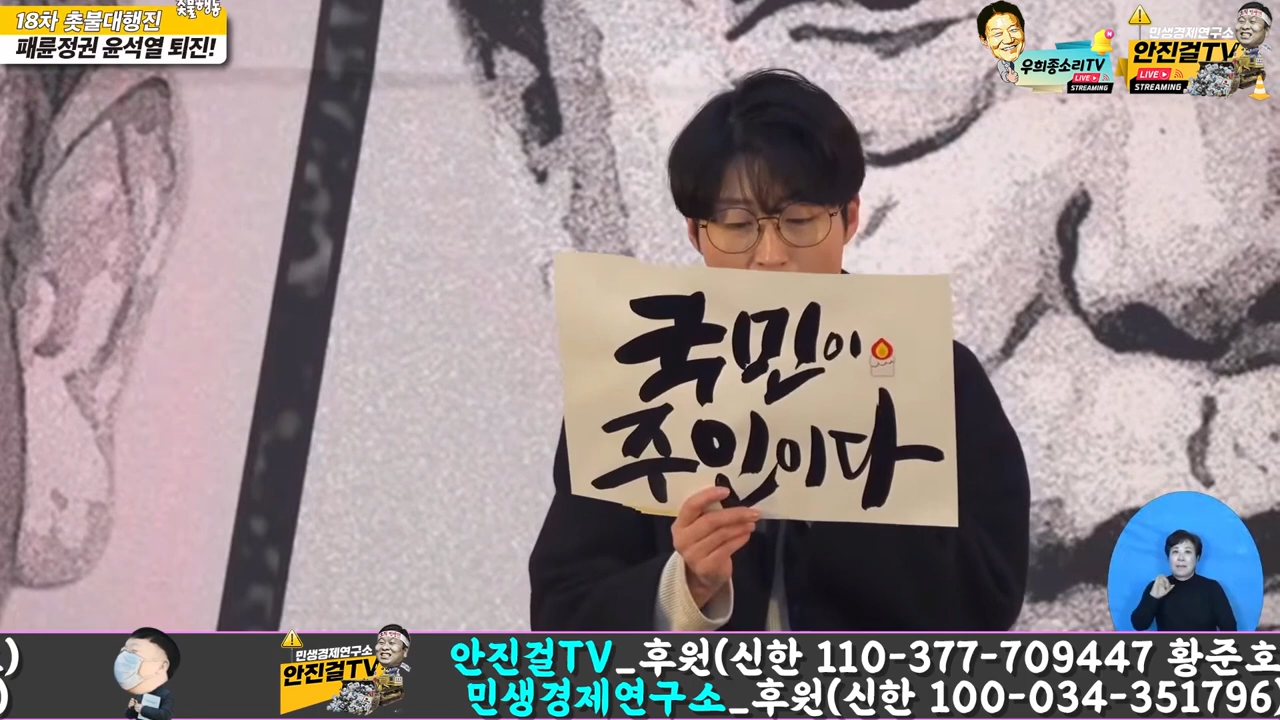 촛불행동
18차 촛불대행진
패륜정권 윤석열 퇴진!
우희종소리TV
LIVE
STREAMING
민생경제연구소
안진걸TV
LIVE
STREAMING
국민이
주인이다
민생경제연구소
안진걸TV
안진걸TV_후원(신한 110-377-709447 황준호
민생경제연구소_후원(신한 100-034-351796)